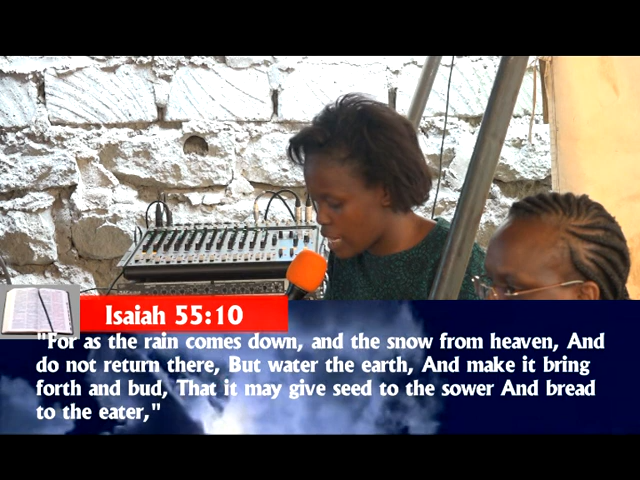 Isaiah 55:10
"For as the rain comes down, and the snow from heaven, And
do not return there, But water the earth, And make it bring
forth and bud, That it may give seed to the sower And bread
to the eater,"